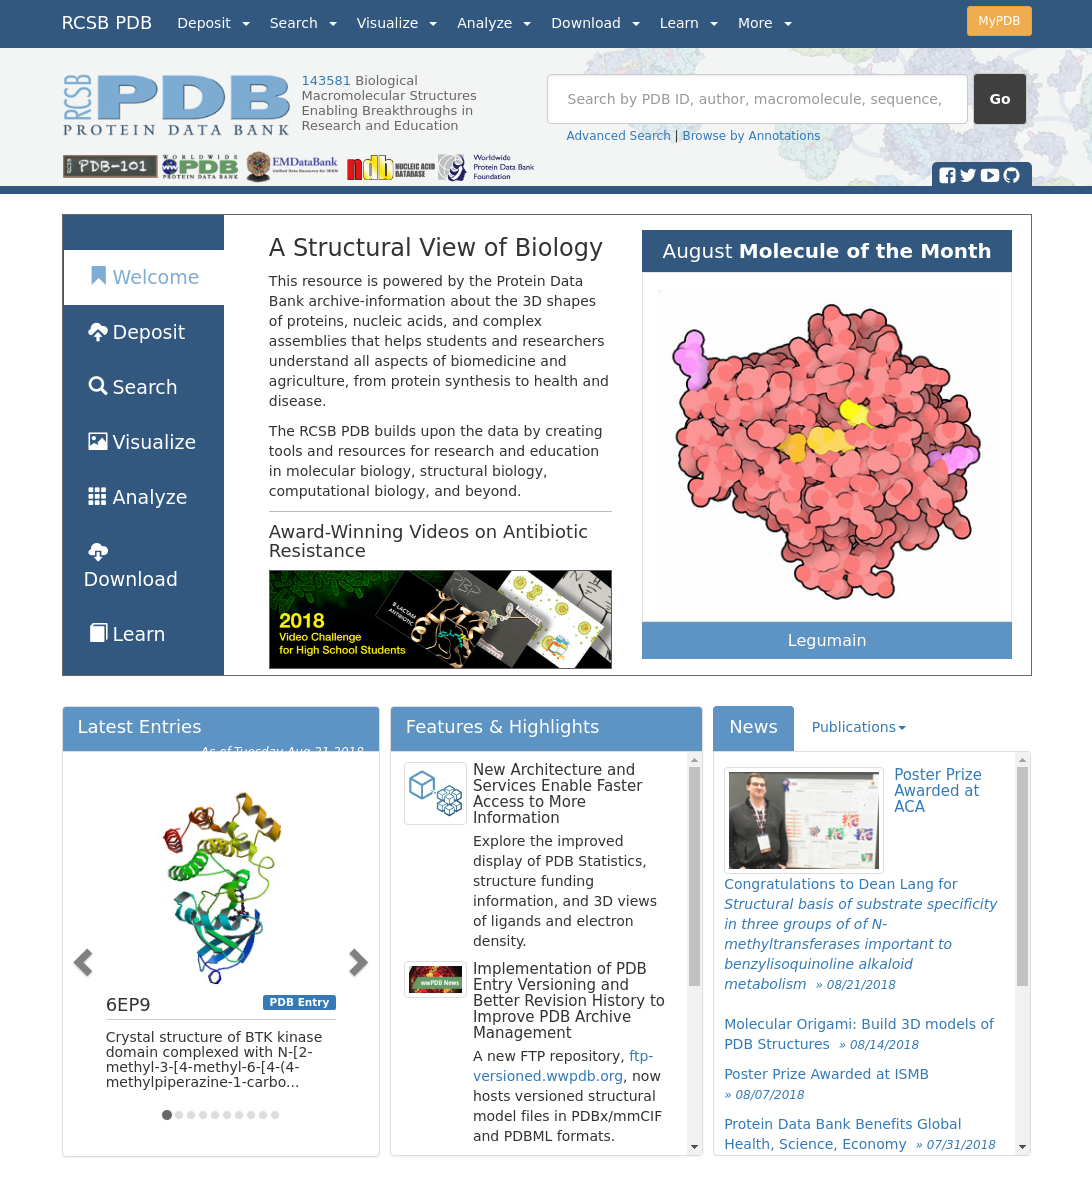 RCSB PDB Deposit Search Visualize Analyze Download Learn More MyPDB
RCSB PDB
PROTEIN DATA BANK
143581 Biological
Macromolecular Structures
Enabling Breakthroughs in
Research and Education
Search by PDB ID, author, macromolecule, sequence,
Go
Advanced Search | Browse by Annotations
PDB-101
WORLDWIDE
PDB
PROTEIN DATA BANK
EMDataBank
Unified Data Resource for 3DEM
ndb NUCLEIC ACID
DATABASE
Worldwide
Protein Data Bank
Foundation
Welcome
Deposit
Search
Visualize
Analyze
Download
Learn
A Structural View of Biology
This resource is powered by the Protein Data
Bank archive-information about the 3D shapes
of proteins, nucleic acids, and complex
assemblies that helps students and researchers
understand all aspects of biomedicine and
agriculture, from protein synthesis to health and
disease.
The RCSB PDB builds upon the data by creating
tools and resources for research and education
in molecular biology, structural biology,
computational biology, and beyond.
Award-Winning Videos on Antibiotic
Resistance
2018
Video Challenge
for High School Students
B-LACTAM
ANTIBIOTIC
PBP
August Molecule of the Month
Legumain
Latest Entries
As of Tuesday Aug 21 2018
6EP9 PDB Entry
Crystal structure of BTK kinase
domain complexed with N-[2-
methyl-3-[4-methyl-6-[4-(4-
methylpiperazine-1-carbo...
Features & Highlights
New Architecture and
Services Enable Faster
Access to More
Information
Explore the improved
display of PDB Statistics,
structure funding
information, and 3D views
of ligands and electron
density.
wwPDB News
Implementation of PDB
Entry Versioning and
Better Revision History to
Improve PDB Archive
Management
A new FTP repository, ftp-
versioned.wwpdb.org, now
hosts versioned structural
model files in PDBx/mmCIF
and PDBML formats.
News Publications
Poster Prize
Awarded at
ACA
Congratulations to Dean Lang for
Structural basis of substrate specificity
in three groups of of N-
methyltransferases important to
benzylisoquinoline alkaloid
metabolism » 08/21/2018
Molecular Origami: Build 3D models of
PDB Structures » 08/14/2018
Poster Prize Awarded at ISMB
» 08/07/2018
Protein Data Bank Benefits Global
Health, Science, Economy » 07/31/2018